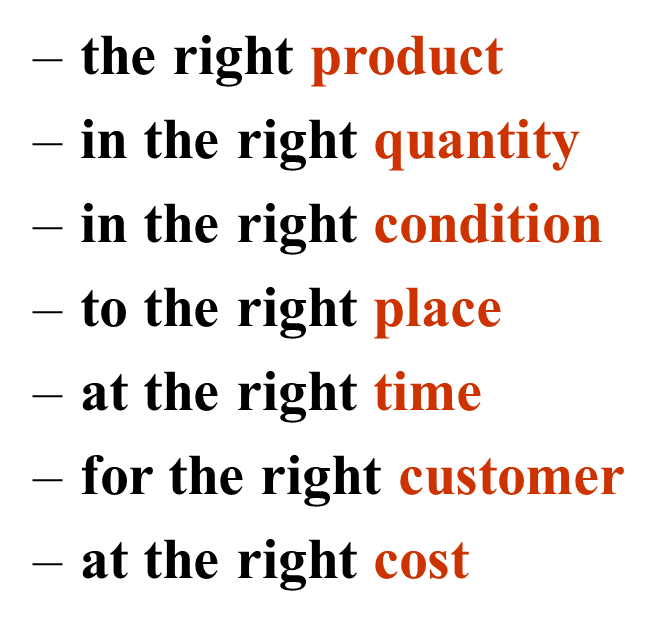 – the right product
– in the right quantity
– in the right condition
– to the right place
– at the right time
– for the right customer
– at the right cost